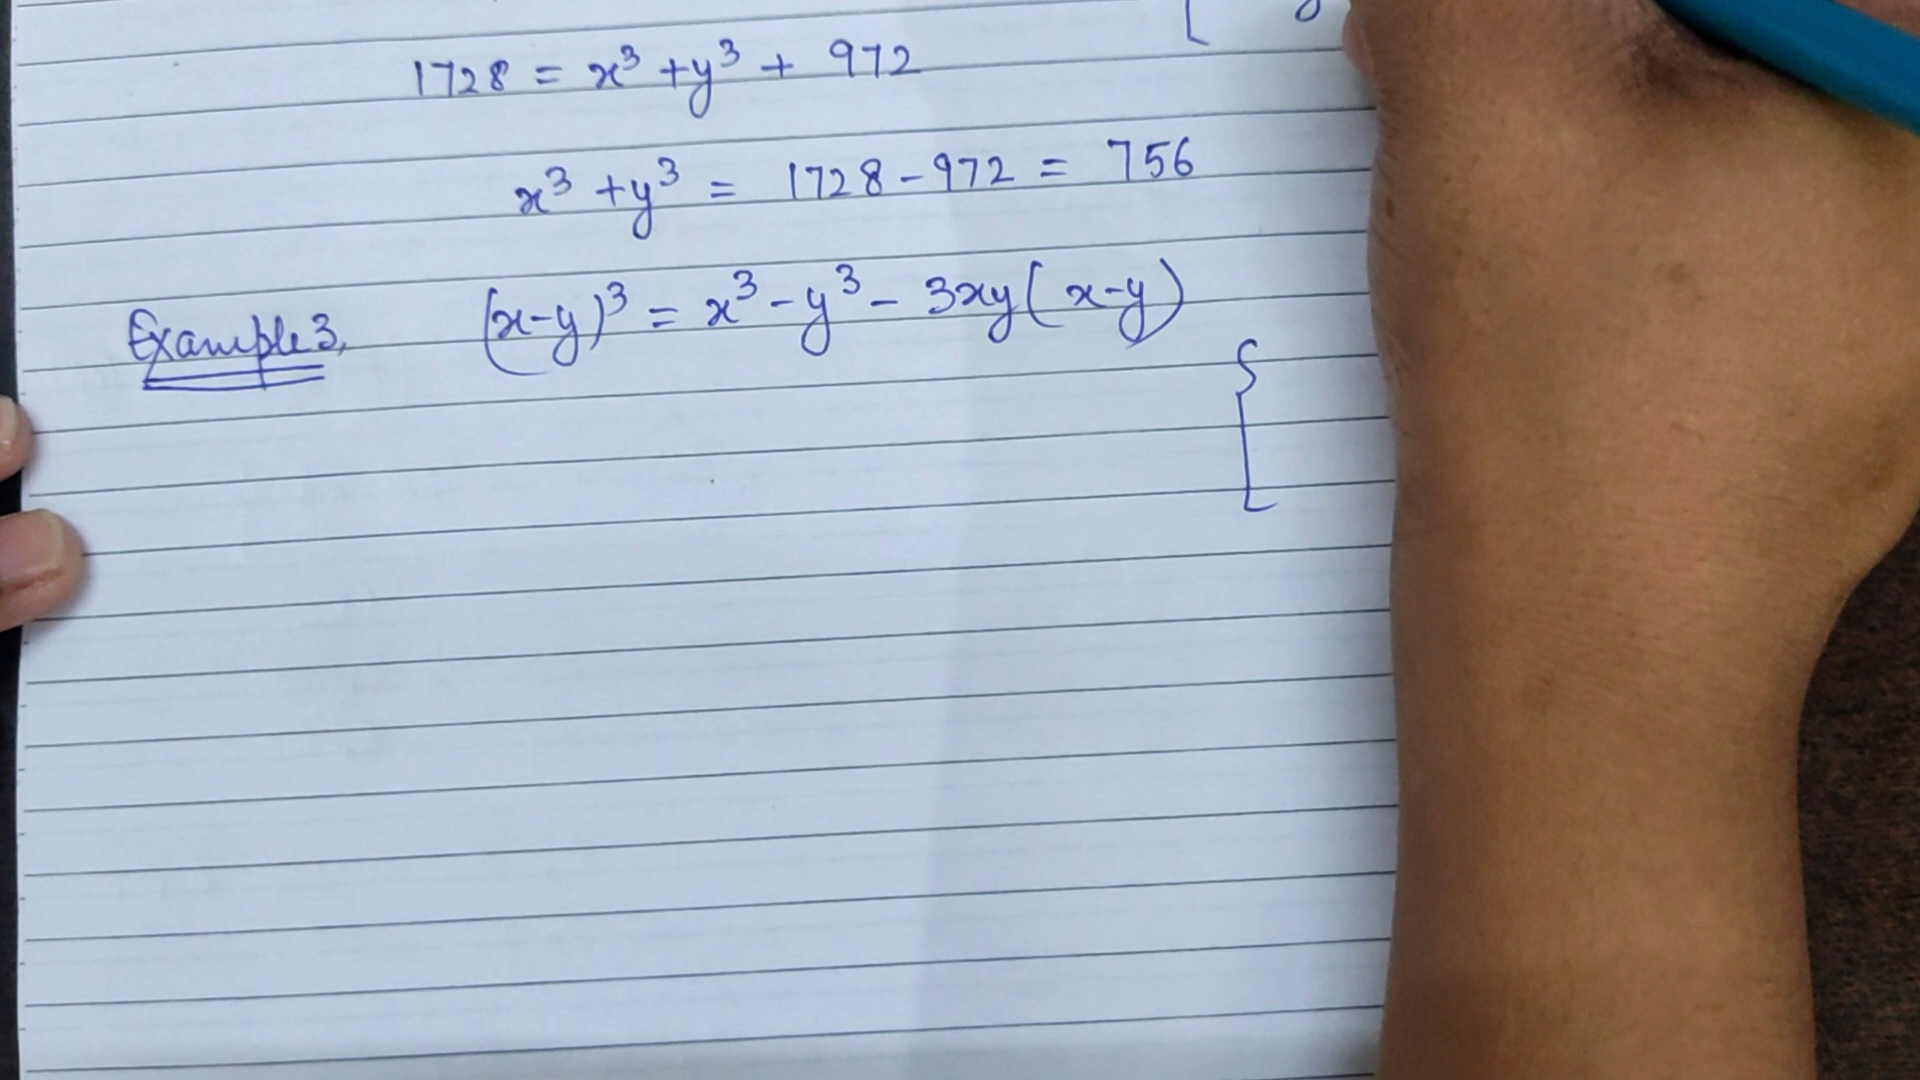 1728 = x³ + y³ + 972
x³ + y³ = 1728 - 972 = 756
Example 3, (x-y)³ = x³ - y³ - 3xy(x-y)